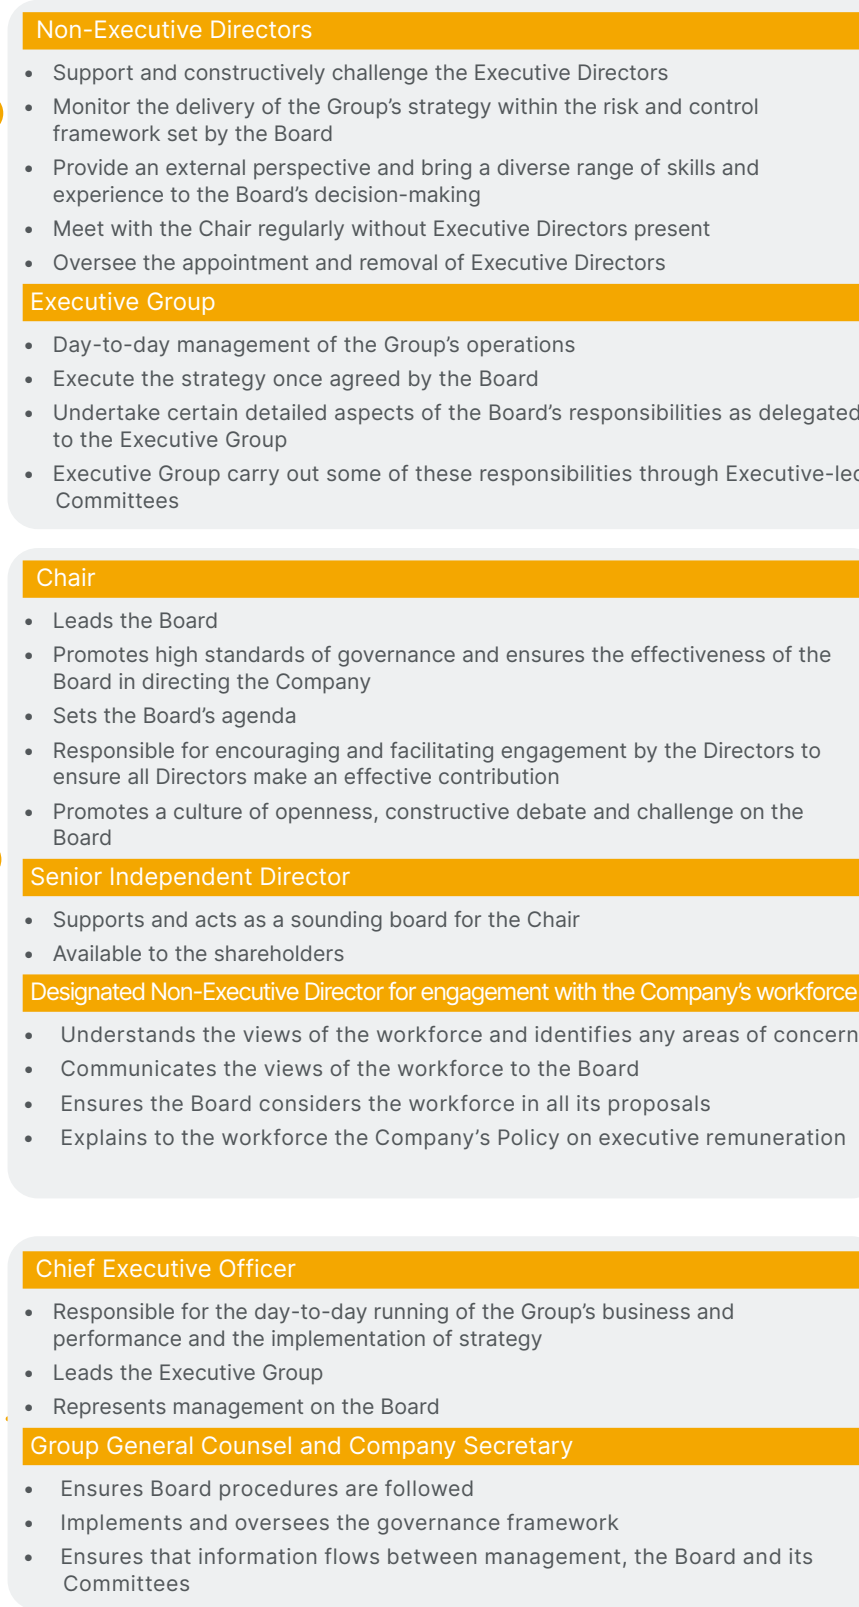 Non-Executive Directors
• Support and constructively challenge the Executive Directors
• Monitor the delivery of the Group’s strategy within the risk and control
framework set by the Board
• Provide an external perspective and bring a diverse range of skills and
experience to the Board’s decision-making
• Meet with the Chair regularly without Executive Directors present
• Oversee the appointment and removal of Executive Directors
Executive Group
• Day-to-day management of the Group’s operations
• Execute the strategy once agreed by the Board
• Undertake certain detailed aspects of the Board’s responsibilities as delegated
to the Executive Group
• Executive Group carry out some of these responsibilities through Executive-led
Committees
Chair
• Leads the Board
• Promotes high standards of governance and ensures the effectiveness of the
Board in directing the Company
• Sets the Board’s agenda
• Responsible for encouraging and facilitating engagement by the Directors to
ensure all Directors make an effective contribution
• Promotes a culture of openness, constructive debate and challenge on the
Board
Senior Independent Director
• Supports and acts as a sounding board for the Chair
• Available to the shareholders
Designated Non-Executive Director for engagement with the Company’s workforce
• Understands the views of the workforce and identifies any areas of concern
• Communicates the views of the workforce to the Board
• Ensures the Board considers the workforce in all its proposals
• Explains to the workforce the Company’s Policy on executive remuneration
Chief Executive Officer
• Responsible for the day-to-day running of the Group’s business and
performance and the implementation of strategy
• Leads the Executive Group
• Represents management on the Board
Group General Counsel and Company Secretary
• Ensures Board procedures are followed
• Implements and oversees the governance framework
• Ensures that information flows between management, the Board and its
Committees